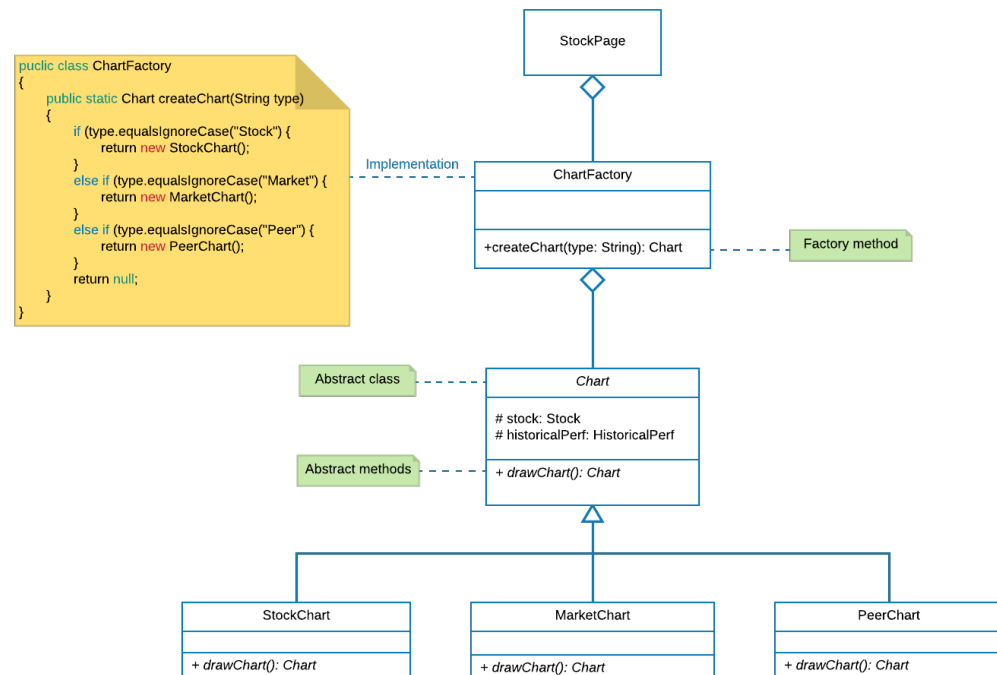 StockPage
puclic class ChartFactory
{
public static Chart createChart(String type)
{
if (type.equalsIgnoreCase("Stock") {
return new StockChart();
}
else if (type.equalsIgnoreCase("Market") {
return new MarketChart();
}
else if (type.equalsIgnoreCase("Peer") {
return new PeerChart();
}
return null;
}
}
Implementation
ChartFactory
+createChart(type: String): Chart
Factory method
Abstract class
Chart
# stock: Stock
# historicalPerf: HistoricalPerf
Abstract methods
+ drawChart(): Chart
StockChart
+ drawChart(): Chart
MarketChart
+ drawChart(): Chart
PeerChart
+ drawChart(): Chart